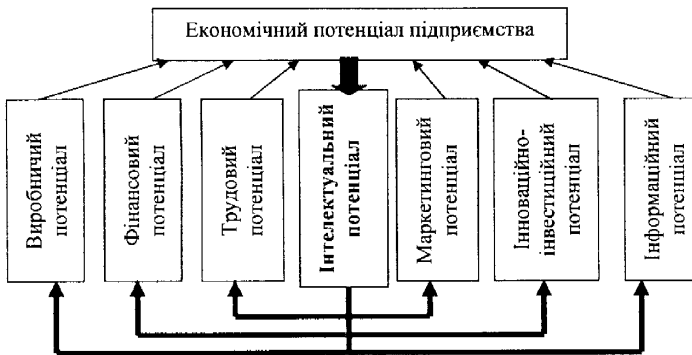 Економічний потенціал підприємства
Виробничий
потенціал
Фінансовий
потенціал
Трудовий
потенціал
Інтелектуальний
потенціал
Маркетинговий
потенціал
Інноваційно-
інвестиційний
потенціал
Інформаційний
потенціал